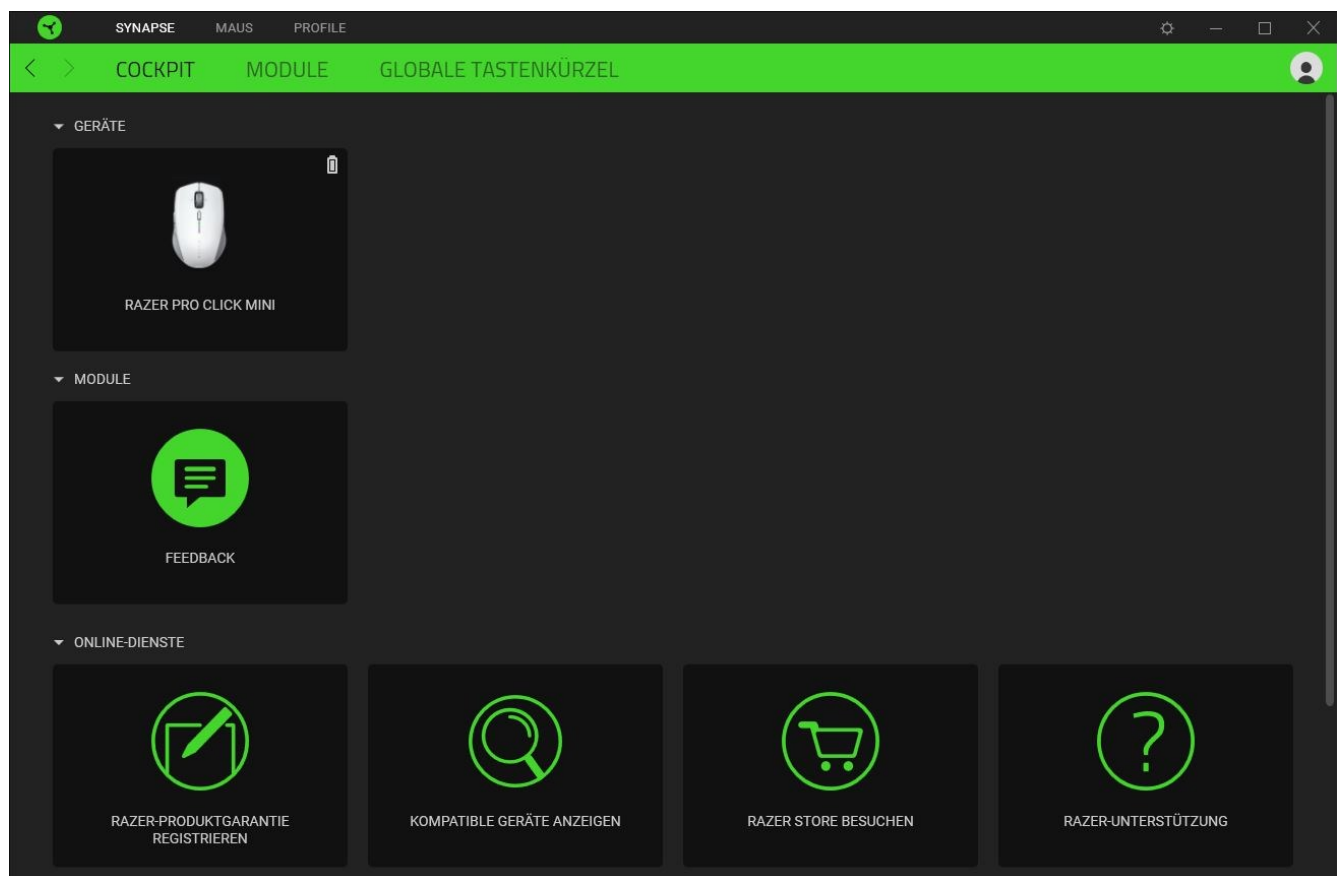 SYNAPSE MAUS PROFILE
COCKPIT MODULE GLOBALE TASTENKÜRZEL
GERÄTE
RAZER PRO CLICK MINI
MODULE
FEEDBACK
ONLINE-DIENSTE
RAZER-PRODUKTGARANTIE
REGISTRIEREN
KOMPATIBLE GERÄTE ANZEIGEN
RAZER STORE BESUCHEN
RAZER-UNTERSTÜTZUNG